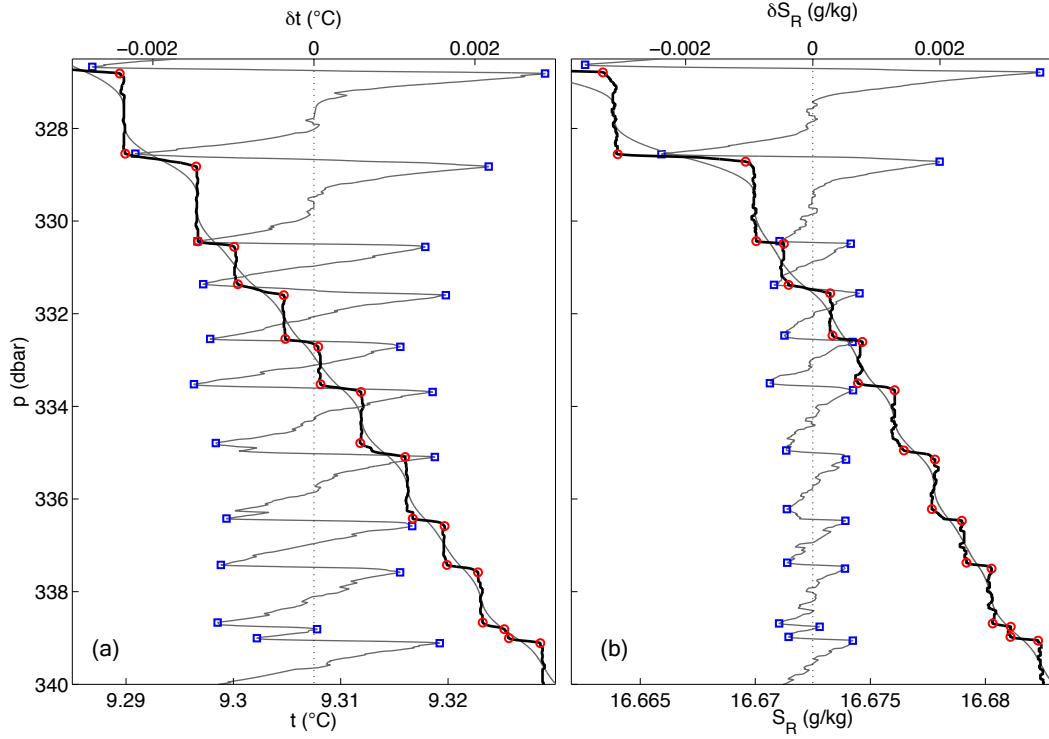 δt (°C)
δS_R (g/kg)
−0.002 0 0.002
−0.002 0 0.002
328
330
332
334
336
338
340
p (dbar)
(a)
(b)
9.29 9.3 9.31 9.32
16.665 16.67 16.675 16.68
t (°C)
S_R (g/kg)